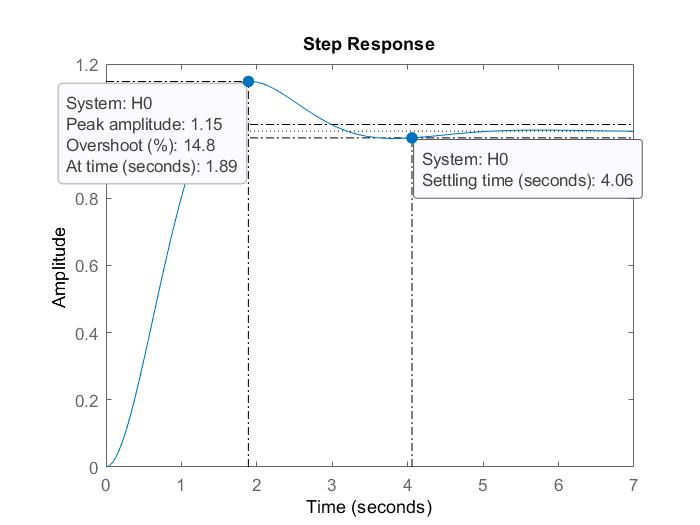 Step Response
1.2
System: H0
Peak amplitude: 1.15
Overshoot (%): 14.8
At time (seconds): 1.89
System: H0
Settling time (seconds): 4.06
0.8
0.6
0.4
0.2
0
Amplitude
0 1 2 3 4 5 6 7
Time (seconds)